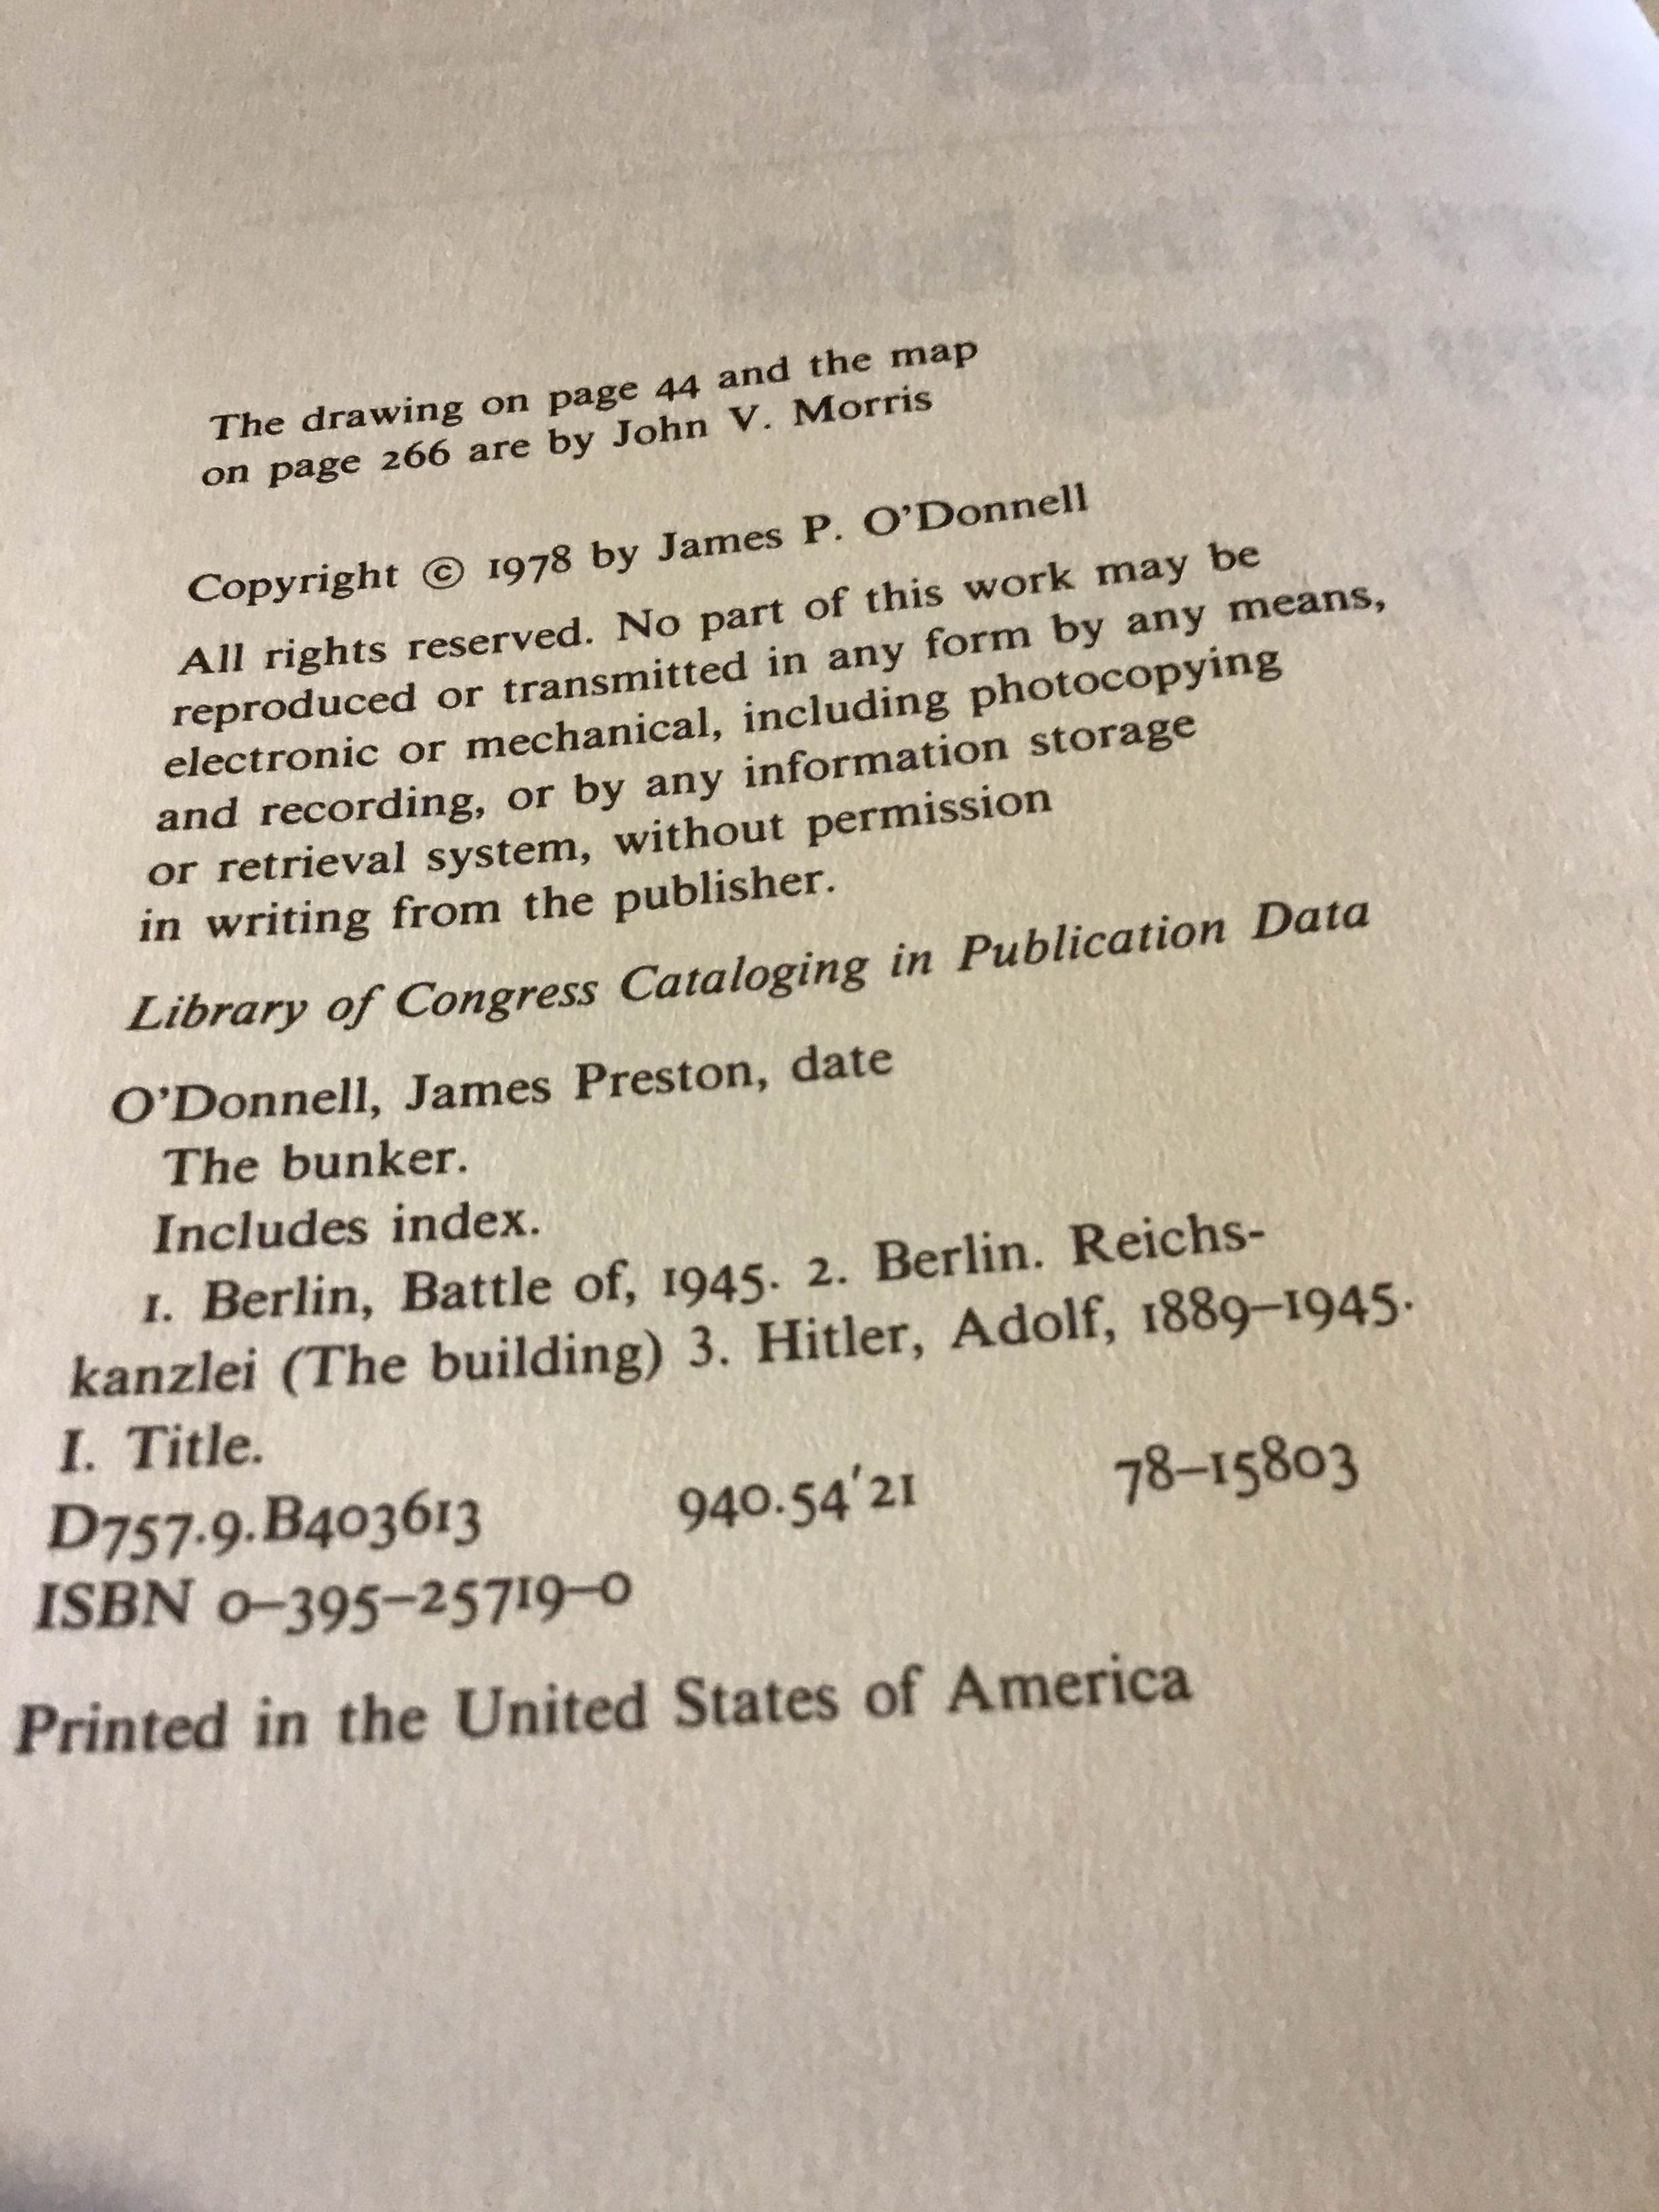 The drawing on page 44 and the map
on page 266 are by John V. Morris
Copyright © 1978 by James P. O'Donnell
All rights reserved. No part of this work may be
reproduced or transmitted in any form by any means,
electronic or mechanical, including photocopying
and recording, or by any information storage
or retrieval system, without permission
in writing from the publisher.
Library of Congress Cataloging in Publication Data
O'Donnell, James Preston, date
The bunker.
Includes index.
1. Berlin, Battle of, 1945. 2. Berlin. Reichs-
kanzlei (The building) 3. Hitler, Adolf, 1889–1945.
I. Title.
D757.9.B403613 940.54'21 78–15803
ISBN 0–395–25719–0
Printed in the United States of America